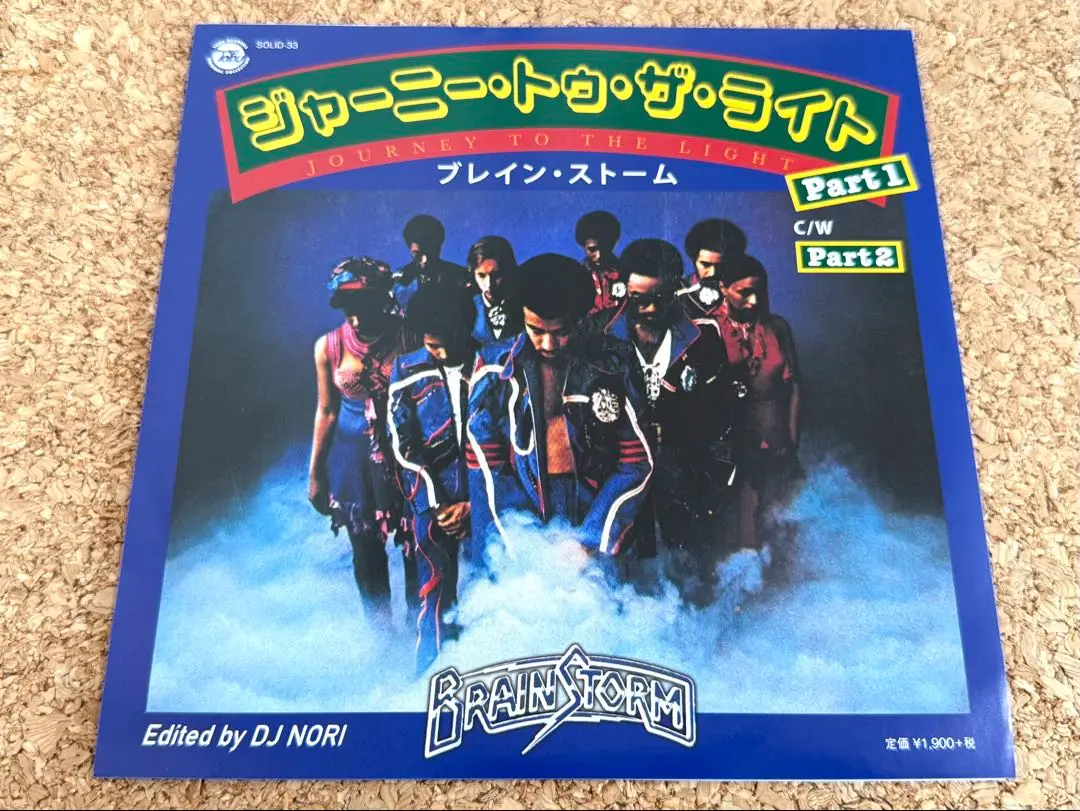 SOLID-33
ジャーニー・トゥ・ザ・ライト
JOURNEY TO THE LIGHT
ブレイン・ストーム
Part 1
C/W
Part 2
BRAINSTORM
Edited by DJ NORI
定価 ¥1,900+税